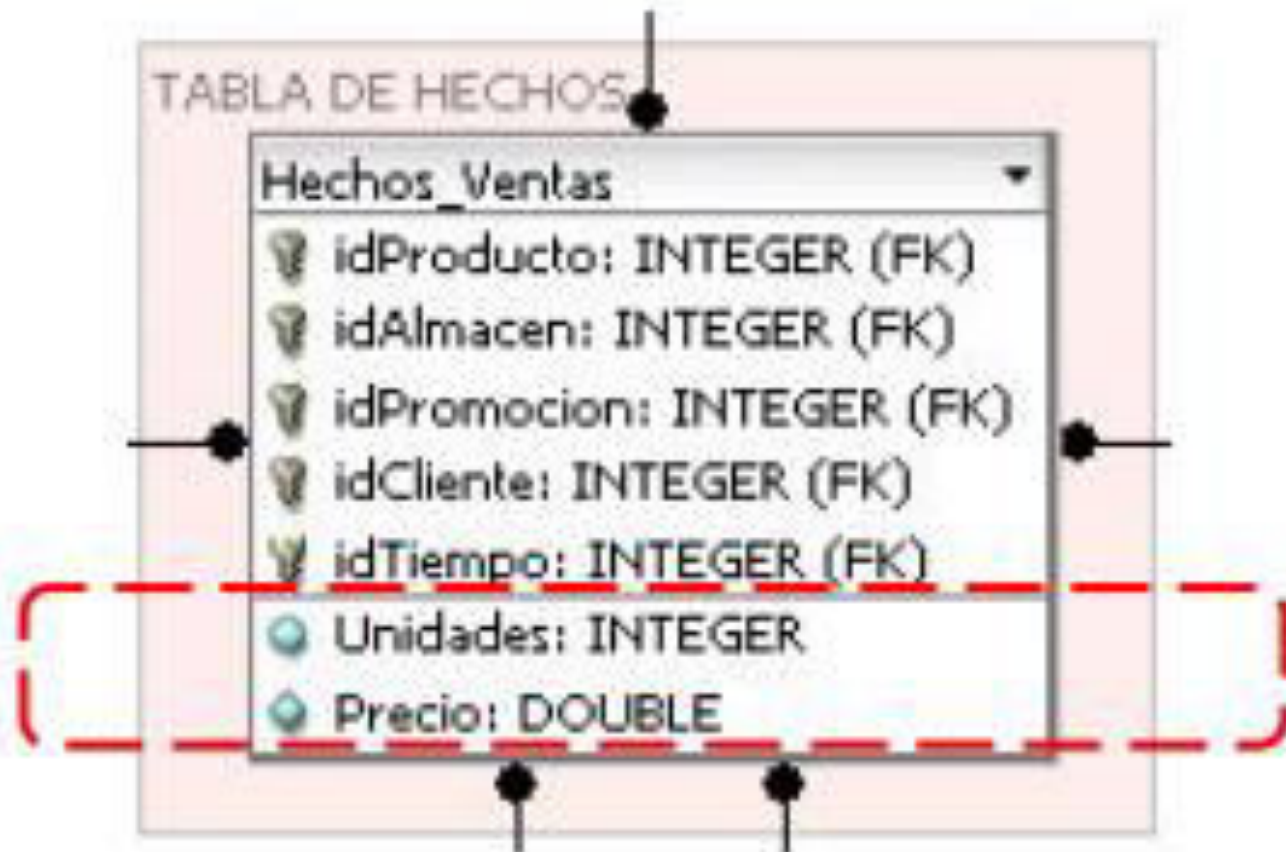 TABLA DE HECHOS
Hechos_Ventas
idProducto: INTEGER (FK)
idAlmacen: INTEGER (FK)
idPromocion: INTEGER (FK)
idCliente: INTEGER (FK)
idTiempo: INTEGER (FK)
Unidades: INTEGER
Precio: DOUBLE